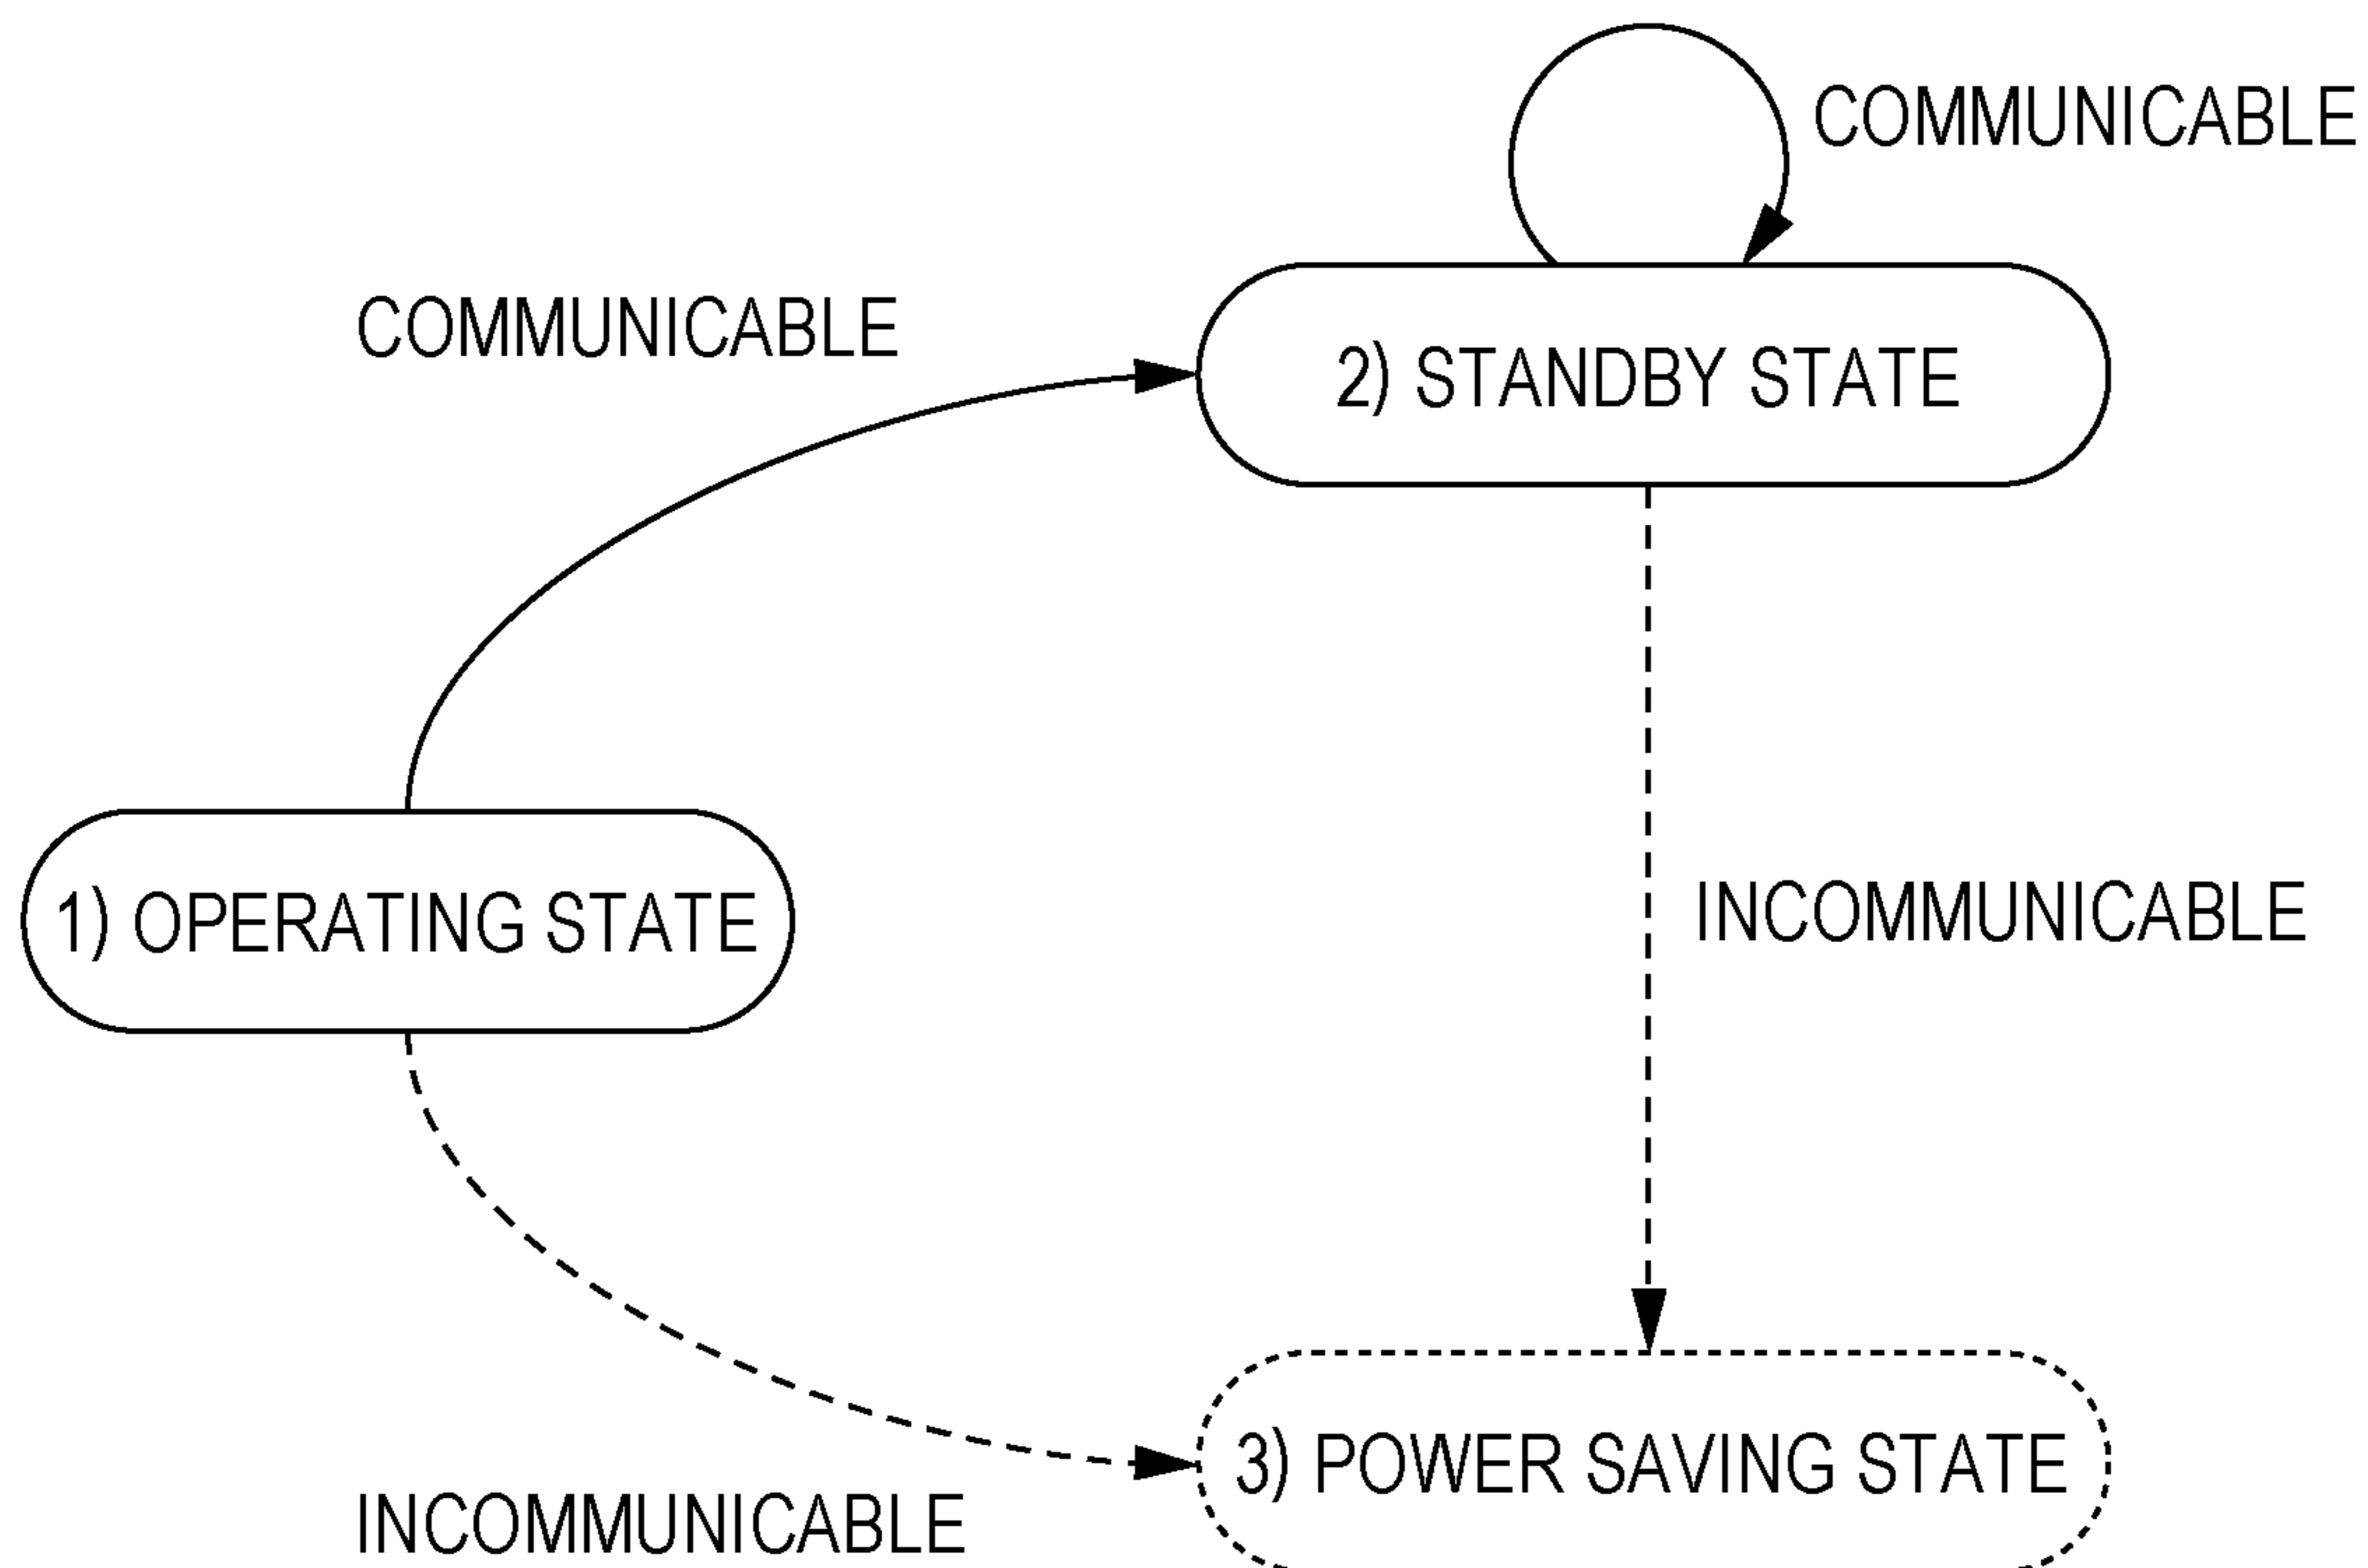 COMMUNICABLE
COMMUNICABLE
2) STANDBY STATE
1) OPERATING STATE
INCOMMUNICABLE
3) POWER SAVING STATE
INCOMMUNICABLE